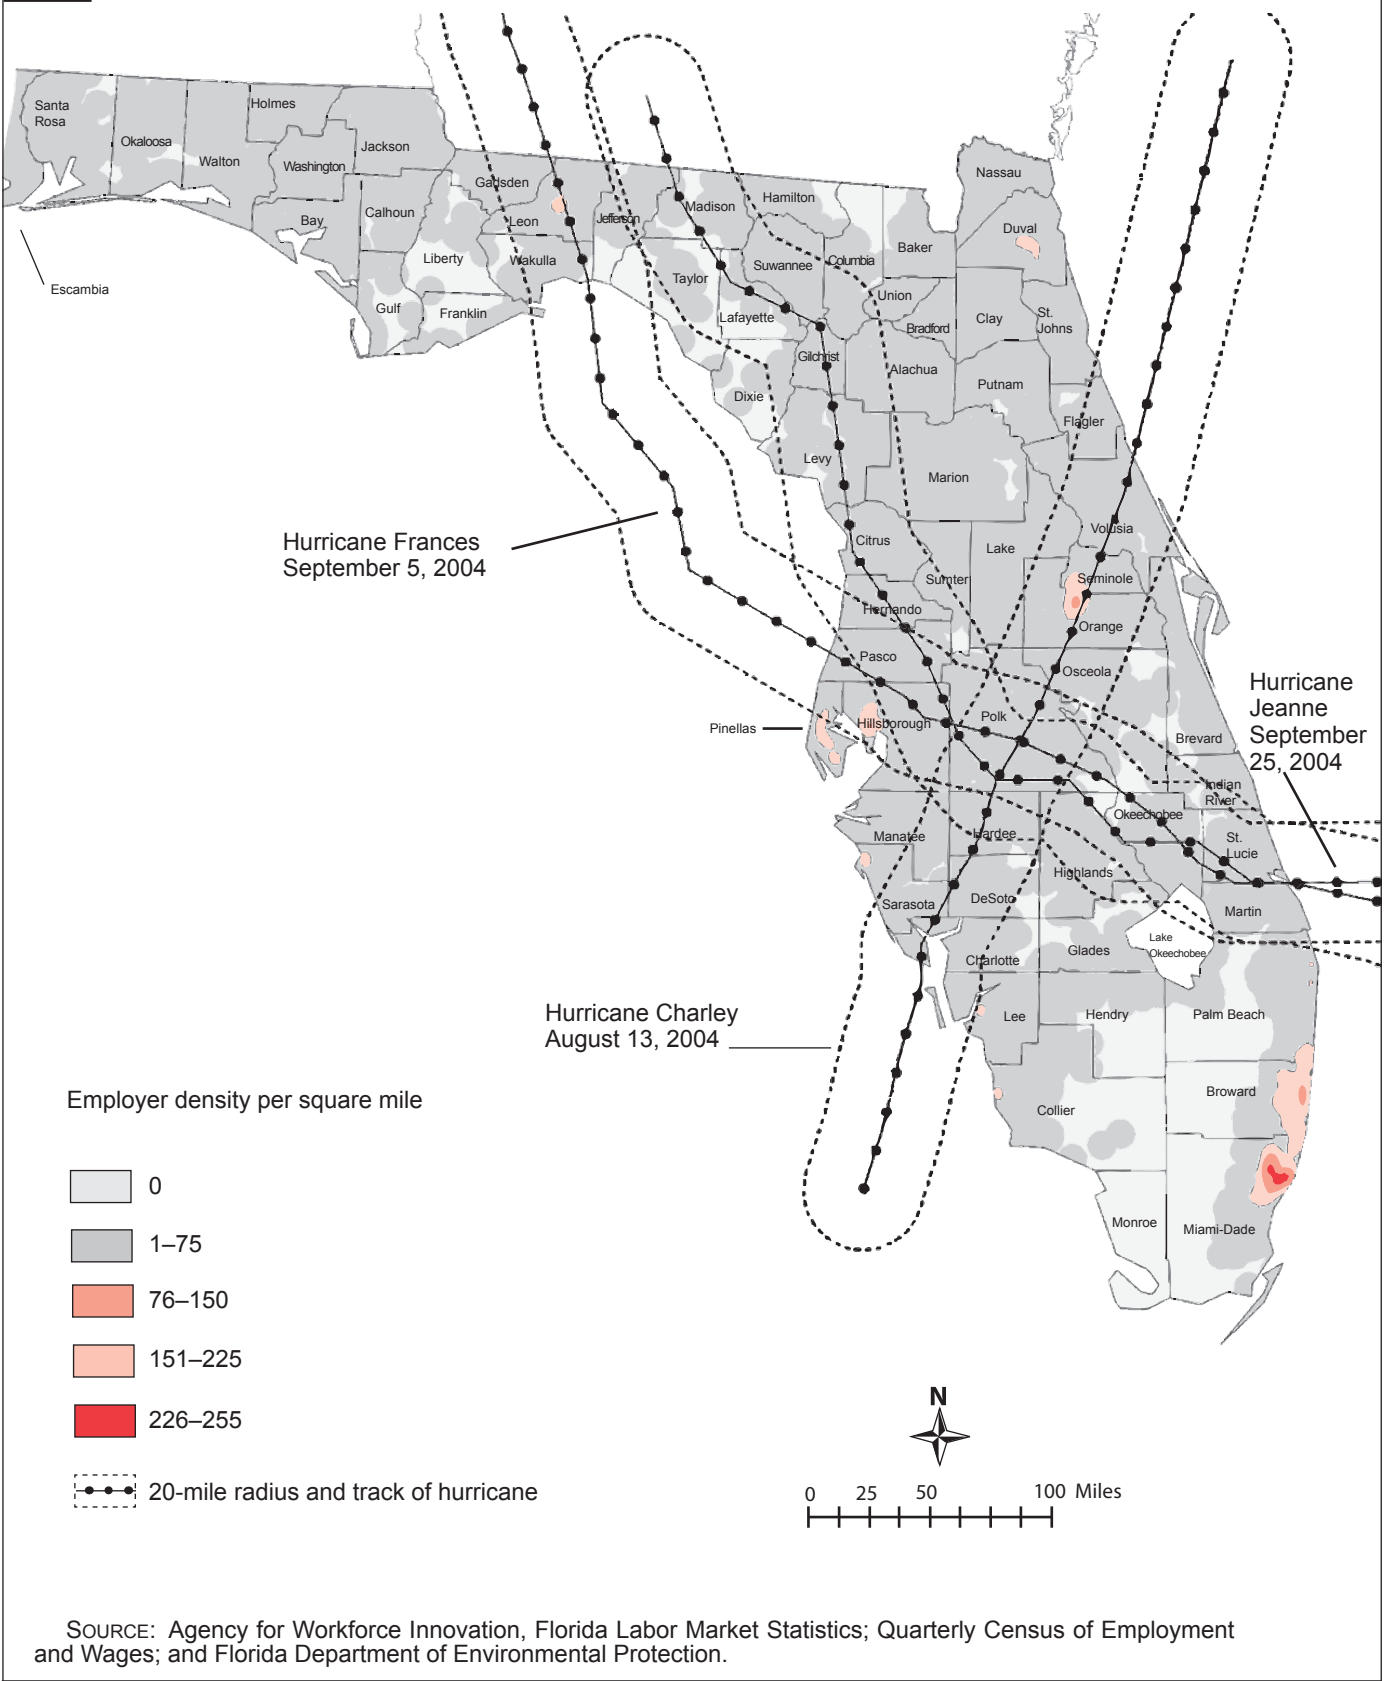 Santa
Rosa
Okaloosa
Walton
Holmes
Washington
Jackson
Bay
Calhoun
Gulf
Liberty
Franklin
Gadsden
Leon
Wakulla
Jefferson
Madison
Taylor
Lafayette
Dixie
Hamilton
Suwannee
Columbia
Gilchrist
Levy
Baker
Union
Bradford
Alachua
Nassau
Duval
Clay
St.
Johns
Putnam
Flagler
Marion
Volusia
Escambia
Hurricane Frances
September 5, 2004
Citrus
Sumter
Lake
Seminole
Hernando
Orange
Pasco
Osceola
Pinellas
Hillsborough
Polk
Brevard
Hurricane
Jeanne
September
25, 2004
Indian
River
Okeechobee
St.
Lucie
Manatee
Hardee
Highlands
Sarasota
DeSoto
Martin
Charlotte
Glades
Lake
Okeechobee
Hurricane Charley
August 13, 2004
Lee
Hendry
Palm Beach
Collier
Broward
Monroe
Miami-Dade
Employer density per square mile
0
1–75
76–150
151–225
226–255
20-mile radius and track of hurricane
N
0 25 50 100 Miles
SOURCE: Agency for Workforce Innovation, Florida Labor Market Statistics; Quarterly Census of Employment
and Wages; and Florida Department of Environmental Protection.